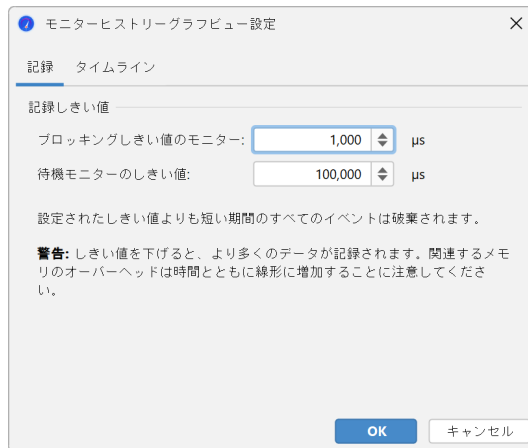 モニターヒストリーグラフビュー設定
記録 タイムライン
記録しきい値
ブロッキングしきい値のモニター: 1,000 µs
待機モニターのしきい値: 100,000 µs
設定されたしきい値よりも短い期間のすべてのイベントは破棄されます。
警告: しきい値を下げると、より多くのデータが記録されます。関連するメモ
リのオーバーヘッドは時間とともに線形に増加することに注意してくださ
い。
OK キャンセル